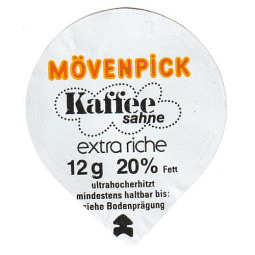 MÖVENPICK
Kaffee
sahne
extra riche
12 g 20% Fett
ultrahocherhitzt
mindestens haltbar bis:
siehe Bodenprägung